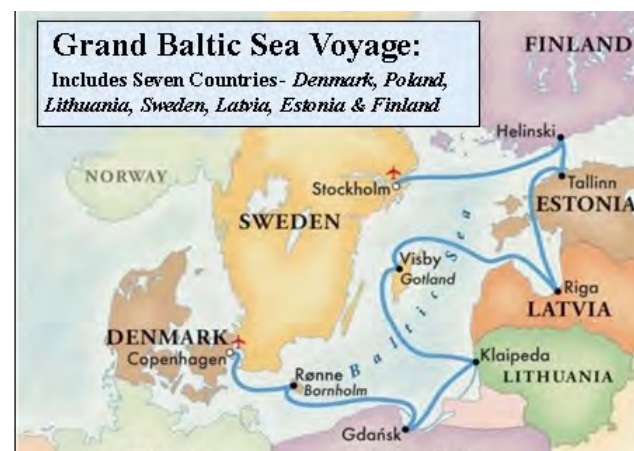 Grand Baltic Sea Voyage:
Includes Seven Countries- Denmark, Poland,
Lithuania, Sweden, Latvia, Estonia & Finland
FINLAND
Helinski
NORWAY
Stockholm
Tallinn
ESTONIA
SWEDEN
Visby
Gotland
Baltic Sea
Riga
LATVIA
DENMARK
Copenhagen
Rønne
Bornholm
Klaipeda
LITHUANIA
Gdańsk